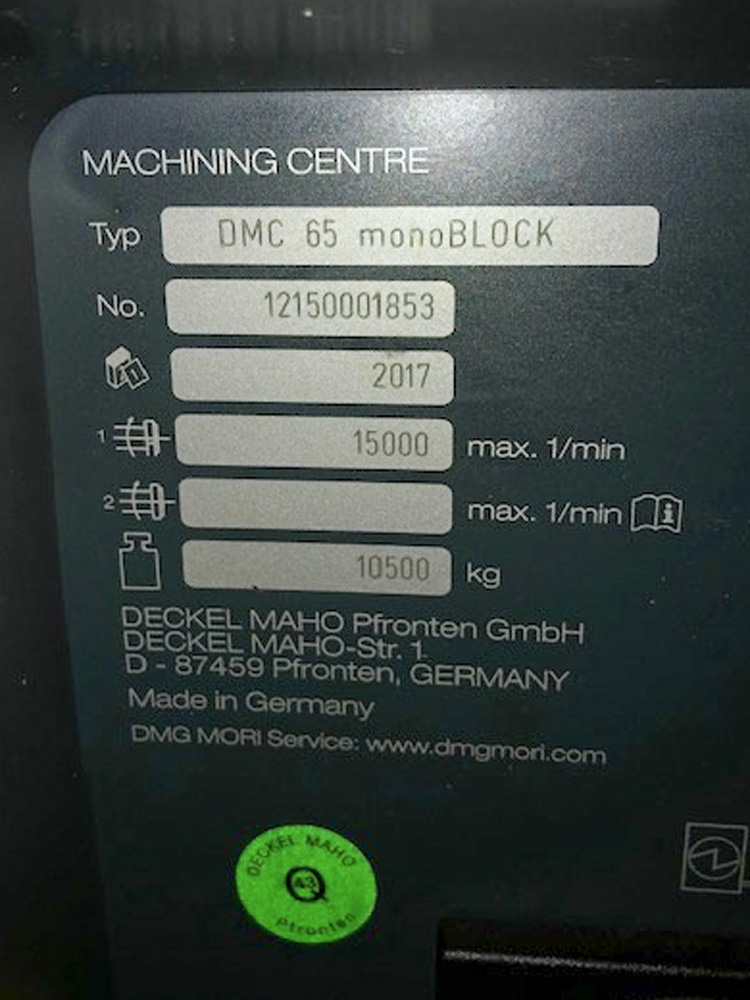 MACHINING CENTRE
Typ DMC 65 monoBLOCK
No. 12150001853
2017
1 15000 max. 1/min
2 max. 1/min
10500 kg
DECKEL MAHO Pfronten GmbH
DECKEL MAHO-Str. 1
D - 87459 Pfronten, GERMANY
Made in Germany
DMG MORI Service: www.dmgmori.com
DECKEL MAHO
Q 43
Pfronten